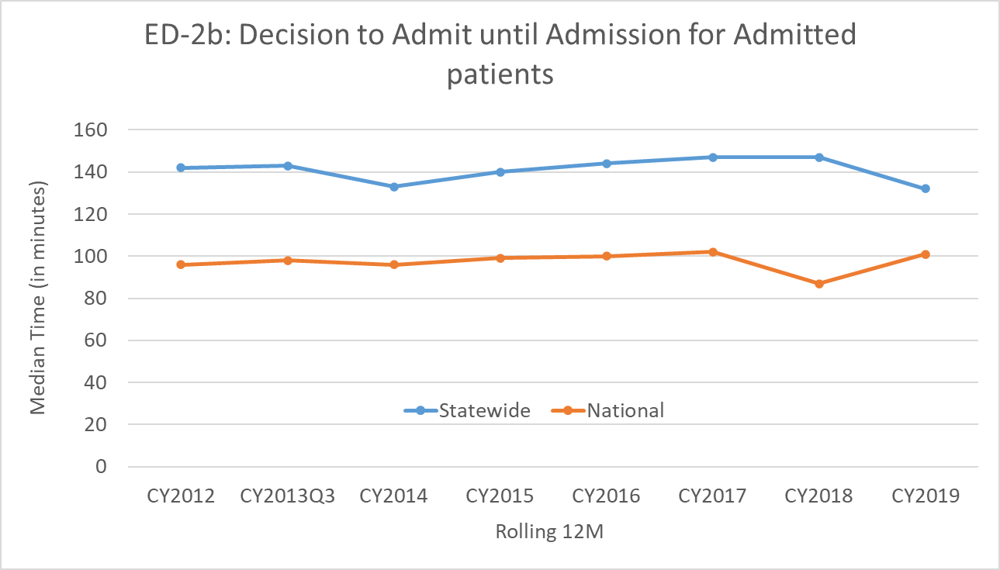 ED-2b: Decision to Admit until Admission for Admitted
patients
Median Time (in minutes)
160
140
120
100
80
60
40
20
0
Statewide National
CY2012 CY2013Q3 CY2014 CY2015 CY2016 CY2017 CY2018 CY2019
Rolling 12M